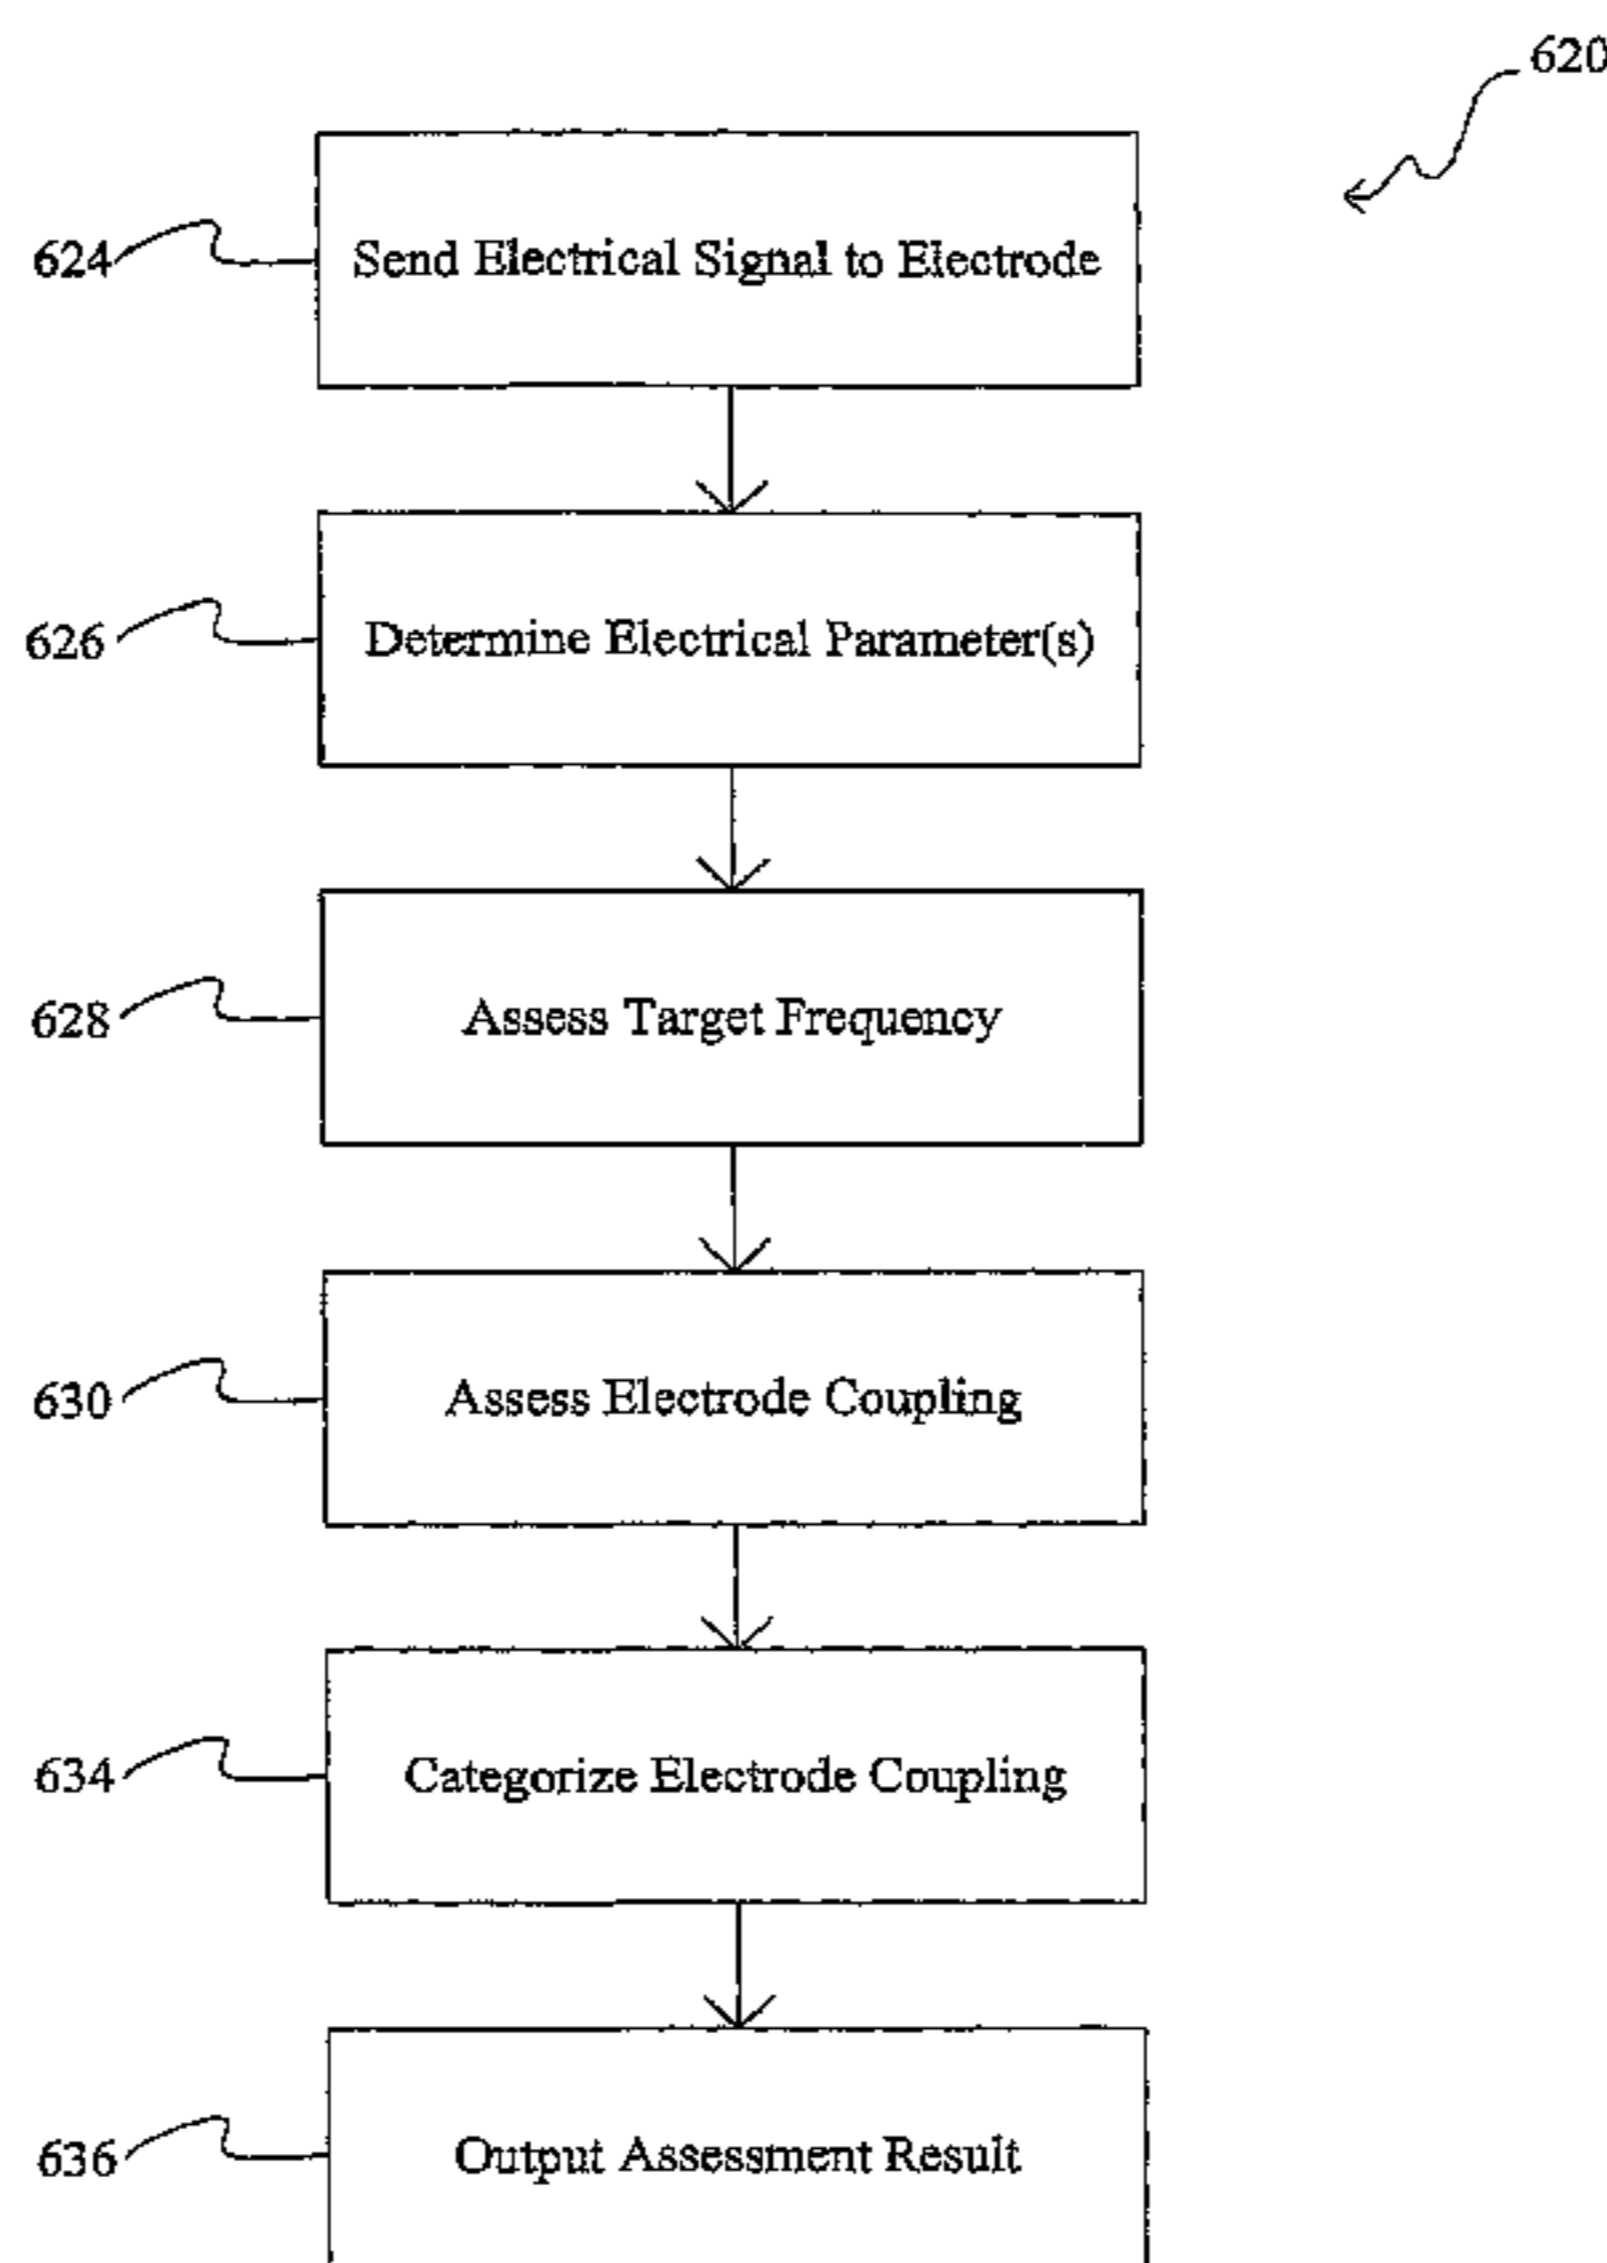 620
624 Send Electrical Signal to Electrode
626 Determine Electrical Parameter(s)
628 Assess Target Frequency
630 Assess Electrode Coupling
634 Categorize Electrode Coupling
636 Output Assessment Result